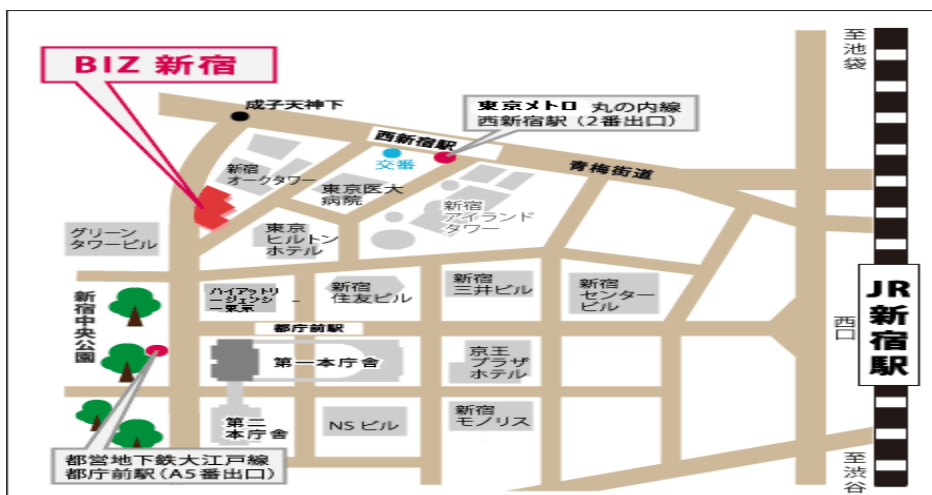 至池袋
BIZ 新宿
成子天神下
東京メトロ 丸の内線
西新宿駅（2番出口）
西新宿駅
交番
青梅街道
新宿
オークタワー
東京医大
病院
新宿
アイランド
タワー
グリーン
タワービル
東京
ヒルトン
ホテル
ハイアットリ
ージェンシ
ー東京
新宿
住友ビル
新宿
三井ビル
新宿
センター
ビル
新宿中央公園
都庁前駅
西口
JR新宿駅
第一本庁舎
京王
プラザ
ホテル
第二
本庁舎
NSビル
新宿
モノリス
都営地下鉄大江戸線
都庁前駅（A5番出口）
至渋谷